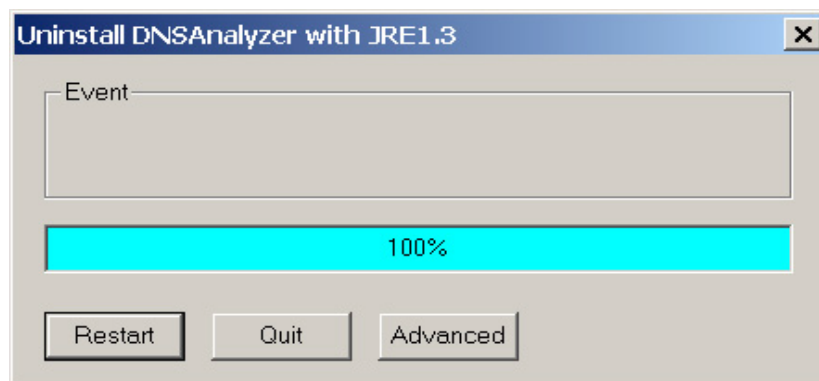 Uninstall DNSAnalyzer with JRE1.3
Event
100%
Restart Quit Advanced